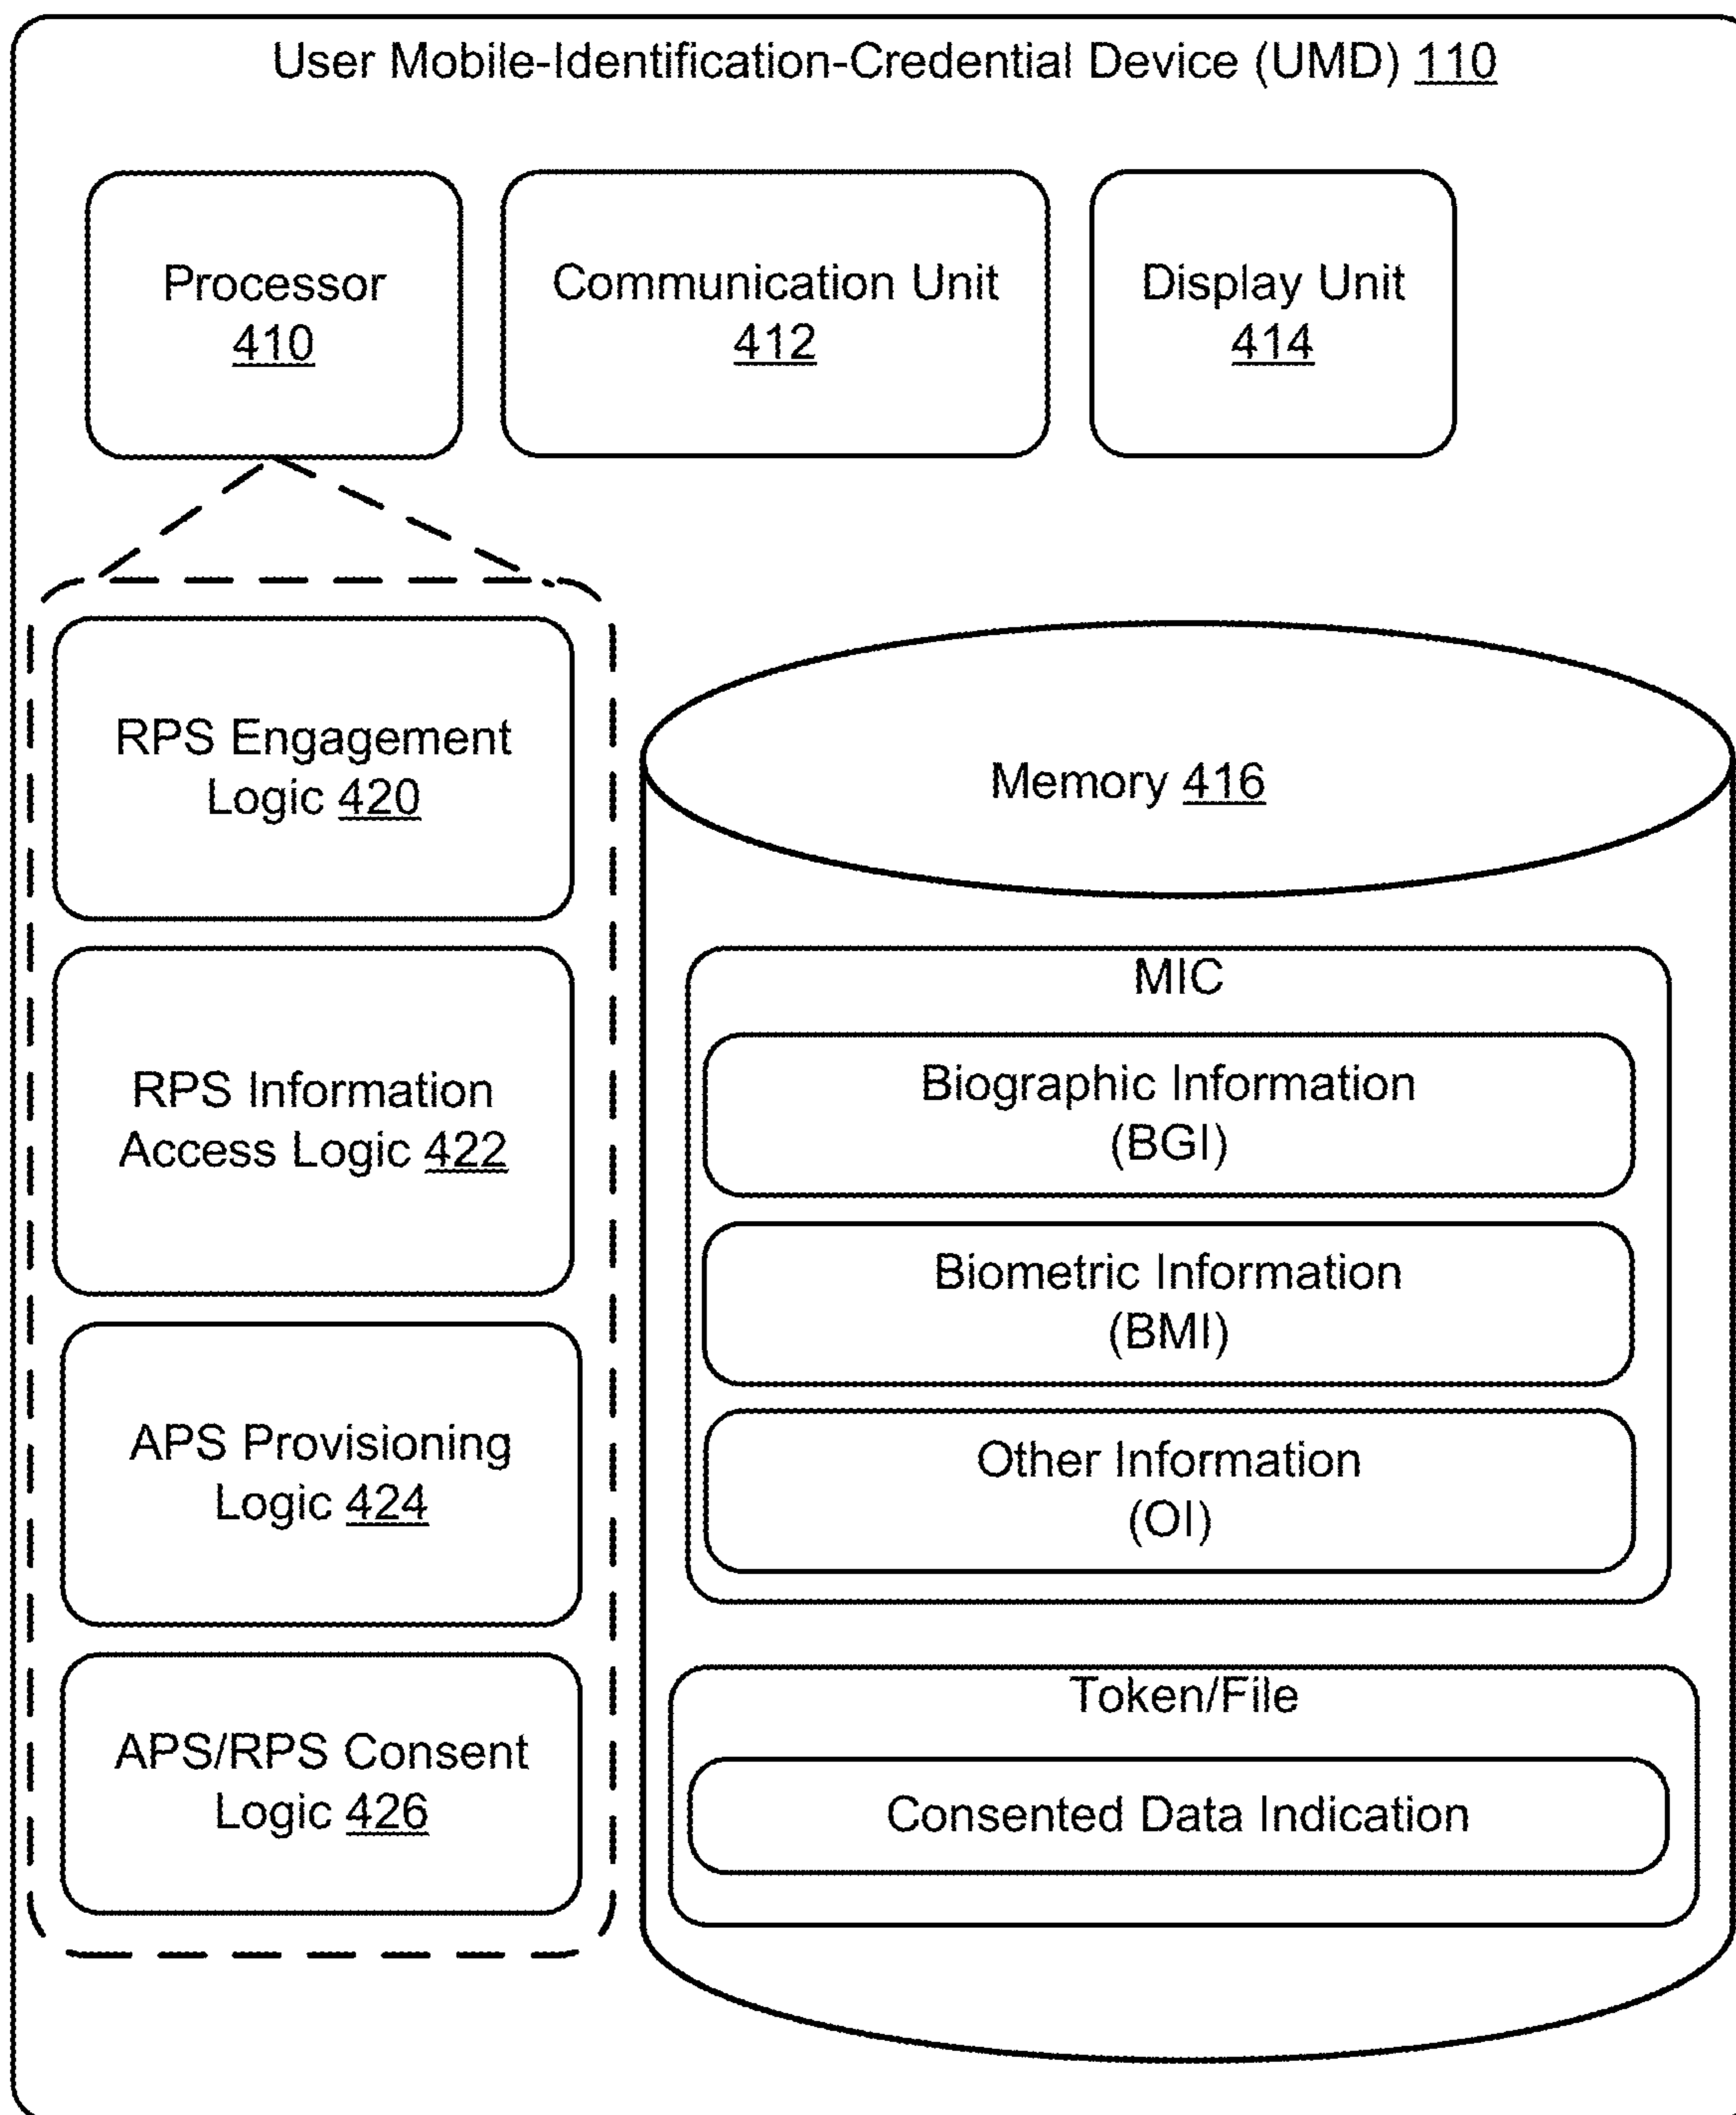 User Mobile-Identification-Credential Device (UMD) 110
Processor
410
Communication Unit
412
Display Unit
414
RPS Engagement
Logic 420
RPS Information
Access Logic 422
APS Provisioning
Logic 424
APS/RPS Consent
Logic 426
Memory 416
MIC
Biographic Information
(BGI)
Biometric Information
(BMI)
Other Information
(OI)
Token/File
Consented Data Indication